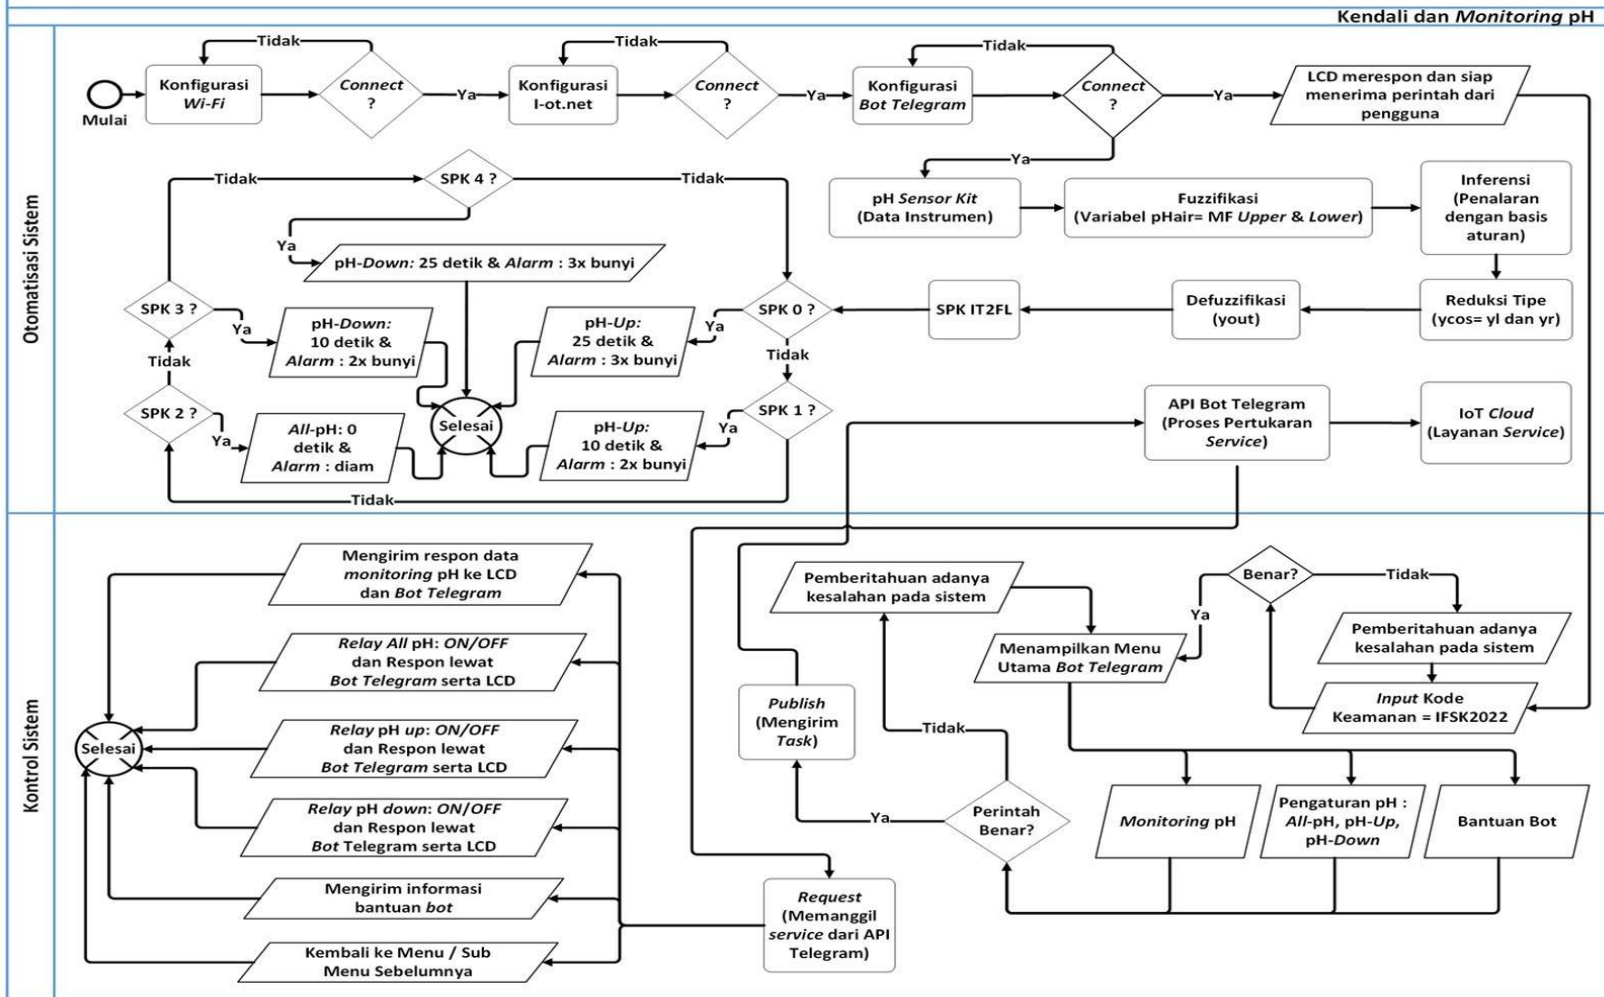 Kendali dan Monitoring pH
Otomatisasi Sistem
Mulai
Konfigurasi
Wi-Fi
Tidak
Connect
?
Ya
Konfigurasi
I-ot.net
Tidak
Connect
?
Ya
Konfigurasi
Bot Telegram
Tidak
Connect
?
Ya
LCD merespon dan siap
menerima perintah dari
pengguna
Ya
pH Sensor Kit
(Data Instrumen)
Fuzzifikasi
(Variabel pHair= MF Upper & Lower)
Inferensi
(Penalaran
dengan basis
aturan)
Reduksi Tipe
(ycos= yl dan yr)
Defuzzifikasi
(yout)
SPK IT2FL
SPK 0 ?
Ya
pH-Up:
25 detik &
Alarm : 3x bunyi
Tidak
SPK 1 ?
Ya
pH-Up:
10 detik &
Alarm : 2x bunyi
Tidak
SPK 2 ?
Ya
All-pH: 0
detik &
Alarm : diam
Tidak
SPK 3 ?
Ya
pH-Down:
10 detik &
Alarm : 2x bunyi
Tidak
SPK 4 ?
Tidak
Ya
pH-Down: 25 detik & Alarm : 3x bunyi
Selesai
API Bot Telegram
(Proses Pertukaran
Service)
IoT Cloud
(Layanan Service)
Kontrol Sistem
Mengirim respon data
monitoring pH ke LCD
dan Bot Telegram
Relay All pH: ON/OFF
dan Respon lewat
Bot Telegram serta LCD
Relay pH up: ON/OFF
dan Respon lewat
Bot Telegram serta LCD
Relay pH down: ON/OFF
dan Respon lewat
Bot Telegram serta LCD
Mengirim informasi
bantuan bot
Kembali ke Menu / Sub
Menu Sebelumnya
Selesai
Pemberitahuan adanya
kesalahan pada sistem
Menampilkan Menu
Utama Bot Telegram
Benar?
Ya
Tidak
Pemberitahuan adanya
kesalahan pada sistem
Input Kode
Keamanan = IFSK2022
Publish
(Mengirim
Task)
Tidak
Ya
Perintah
Benar?
Monitoring pH
Pengaturan pH :
All-pH, pH-Up,
pH-Down
Bantuan Bot
Request
(Memanggil
service dari API
Telegram)